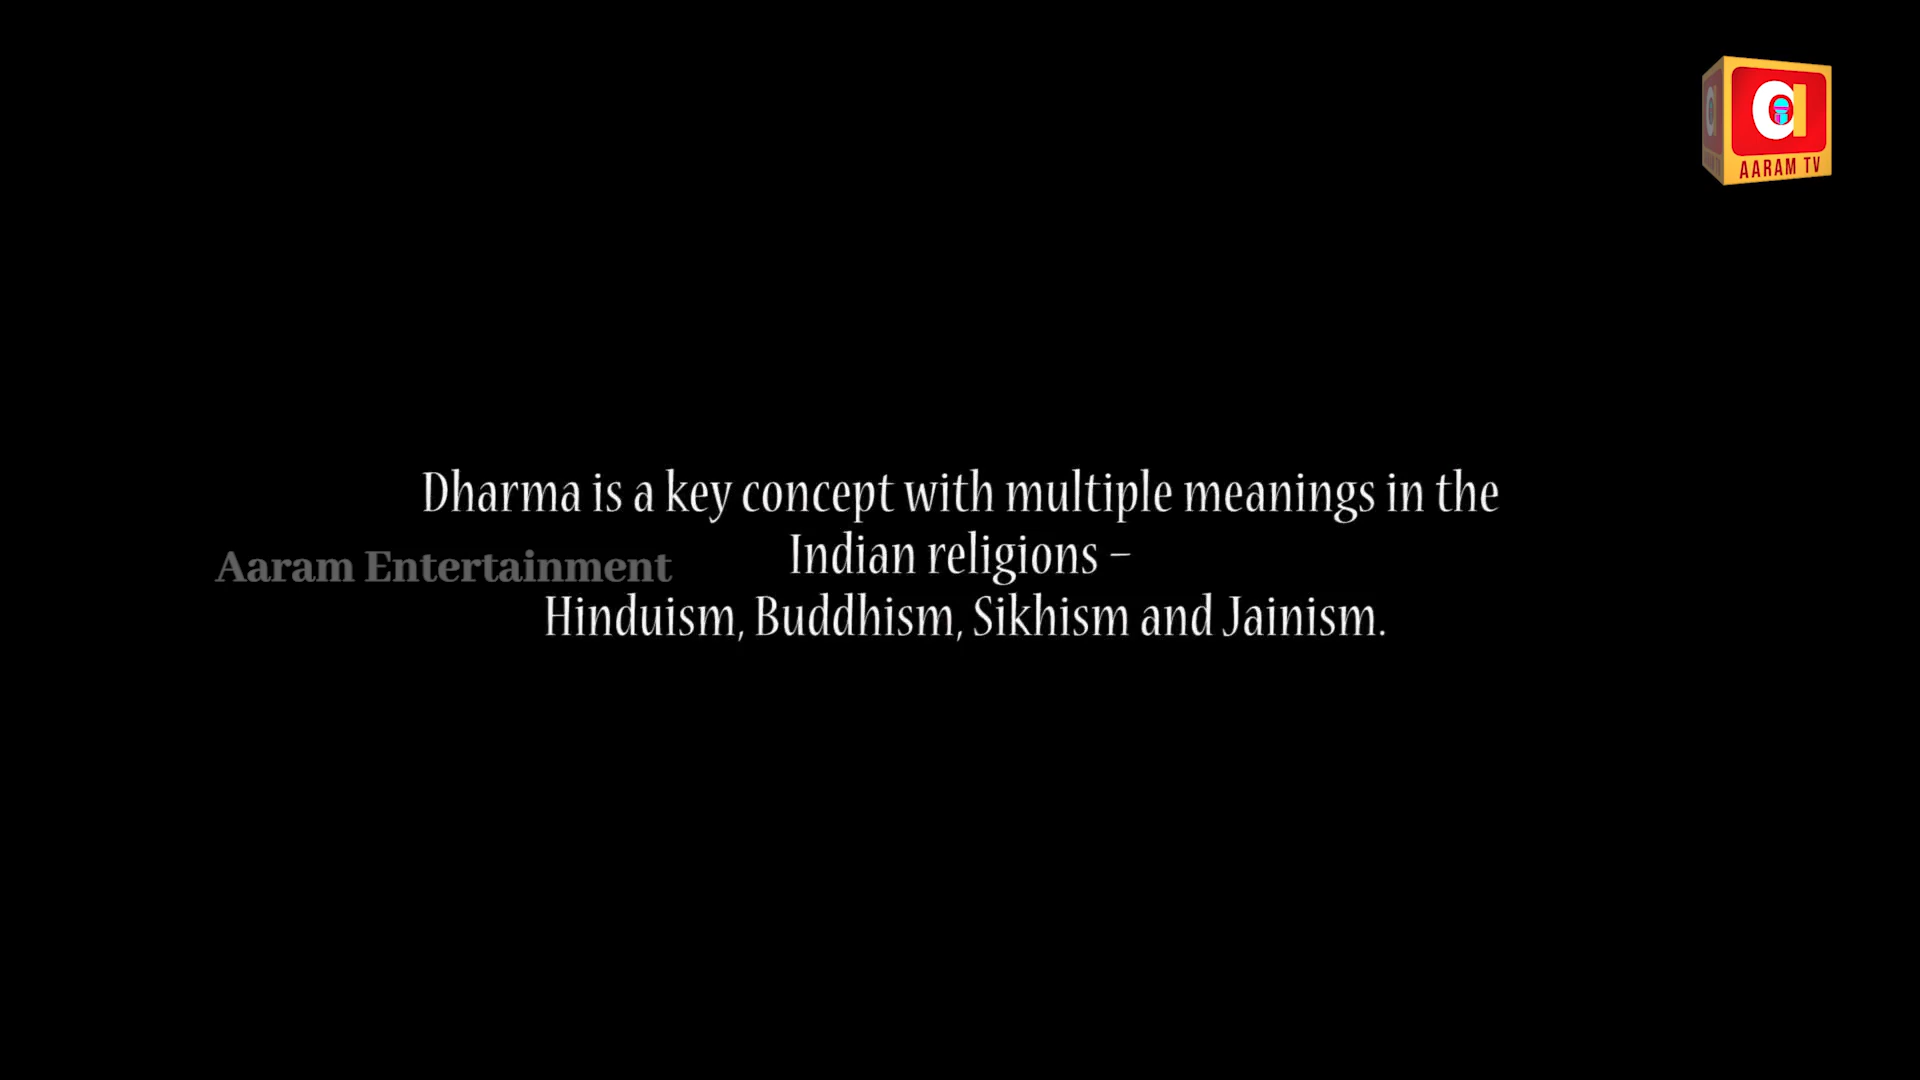 AARAM TV
Dharma is a key concept with multiple meanings in the
Indian religions –
Aaram Entertainment
Hinduism, Buddhism, Sikhism and Jainism.